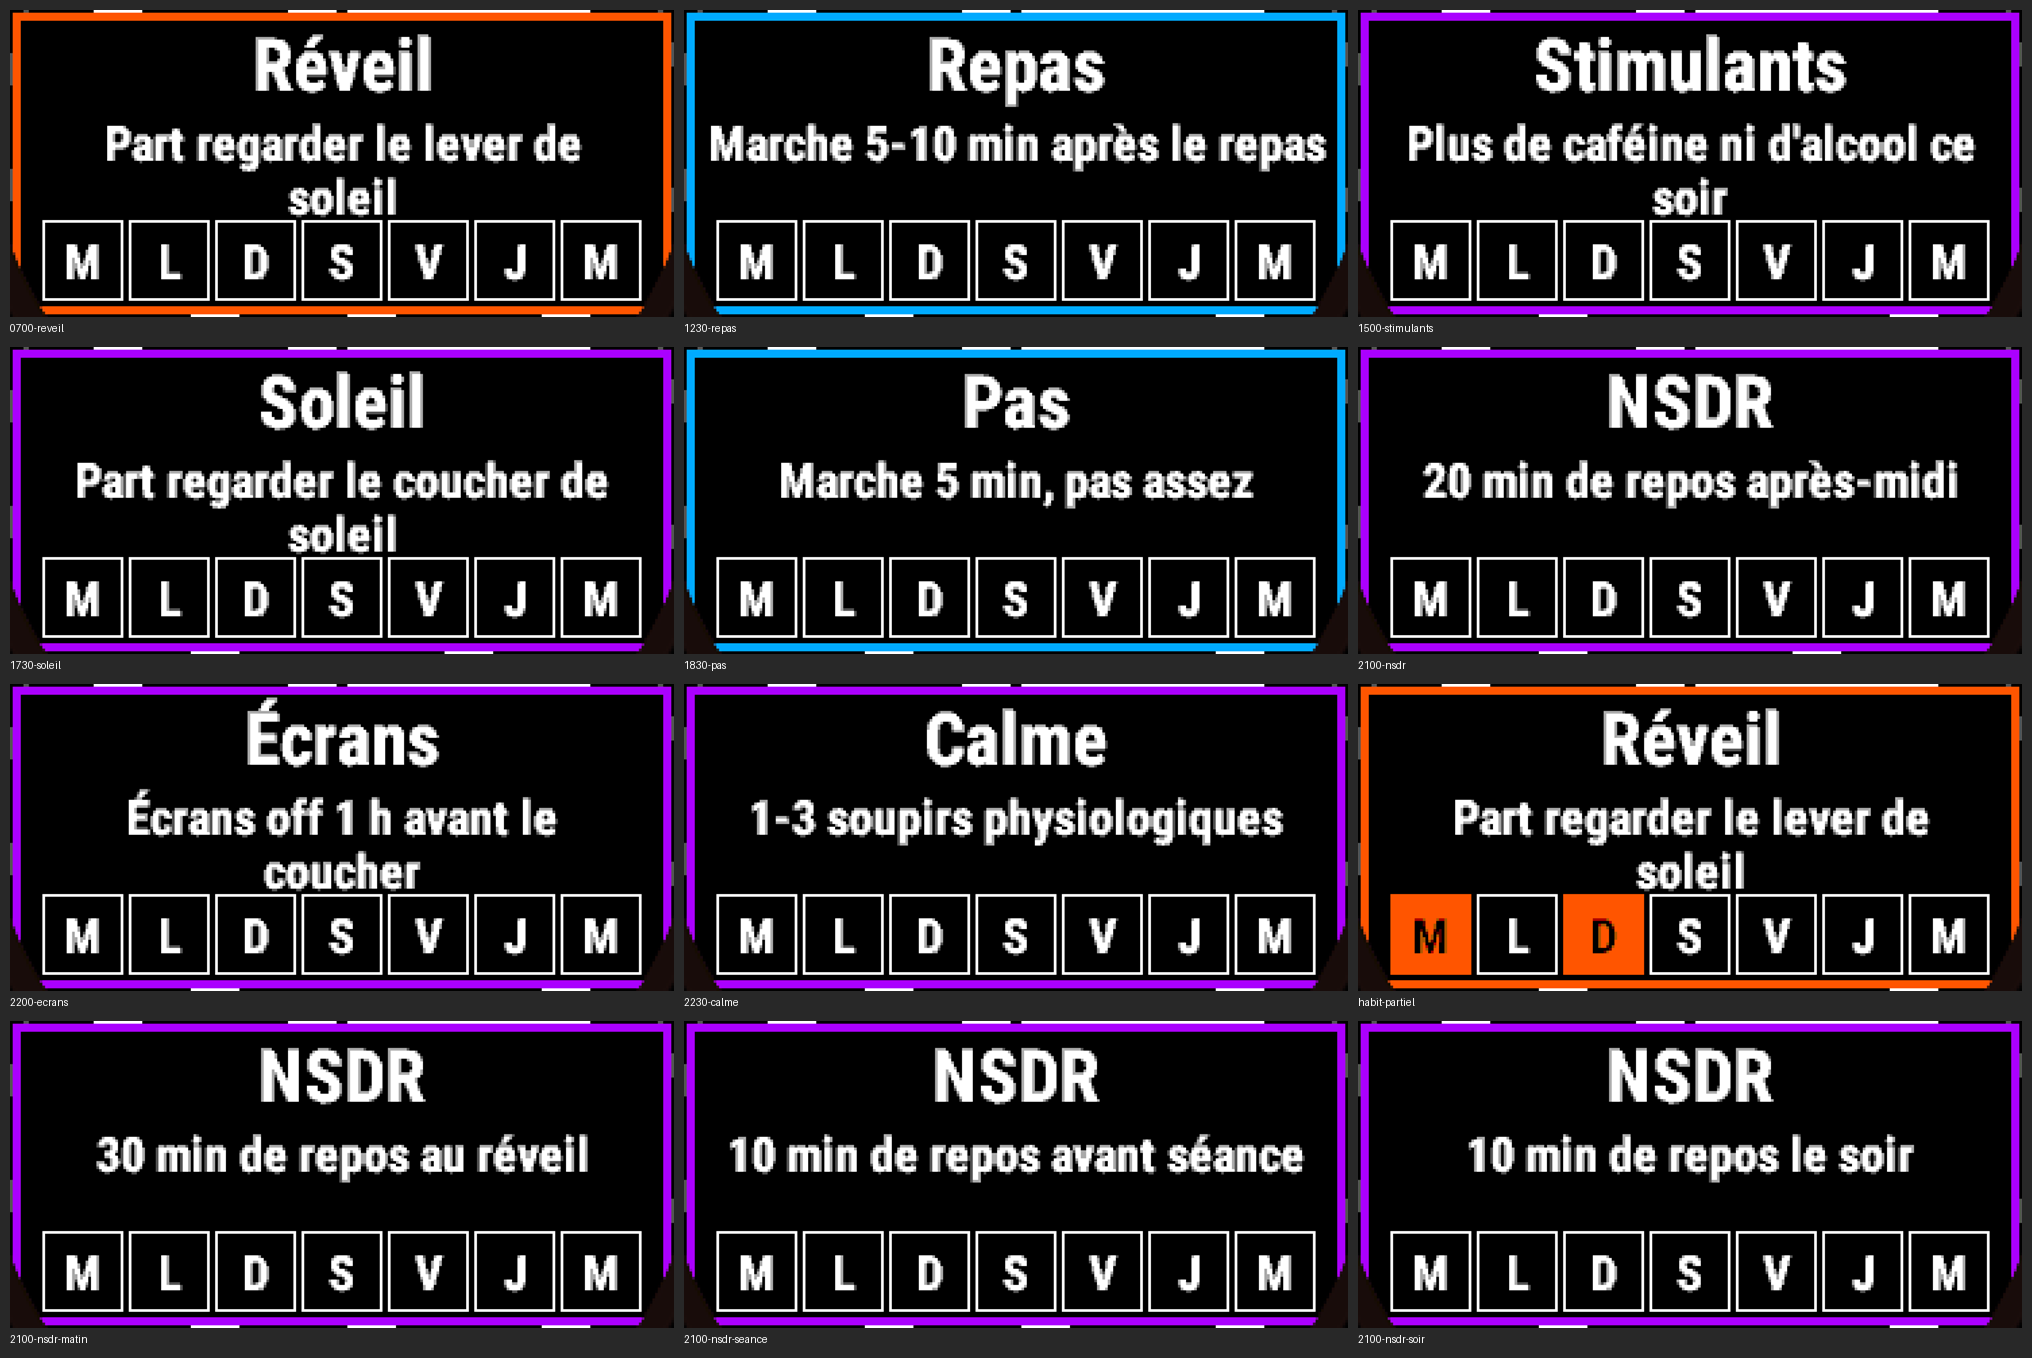 Réveil
Part regarder le lever de
soleil
M L D S V J M
0700-reveil
Repas
Marche 5-10 min après le repas
M L D S V J M
1230-repas
Stimulants
Plus de caféine ni d'alcool ce
soir
M L D S V J M
1500-stimulants
Soleil
Part regarder le coucher de
soleil
M L D S V J M
1730-soleil
Pas
Marche 5 min, pas assez
M L D S V J M
1830-pas
NSDR
20 min de repos après-midi
M L D S V J M
2100-nsdr
Écrans
Écrans off 1 h avant le
coucher
M L D S V J M
2200-ecrans
Calme
1-3 soupirs physiologiques
M L D S V J M
2230-calme
Réveil
Part regarder le lever de
soleil
M L D S V J M
habit-partiel
NSDR
30 min de repos au réveil
M L D S V J M
2100-nsdr-matin
NSDR
10 min de repos avant séance
M L D S V J M
2100-nsdr-seance
NSDR
10 min de repos le soir
M L D S V J M
2100-nsdr-soir